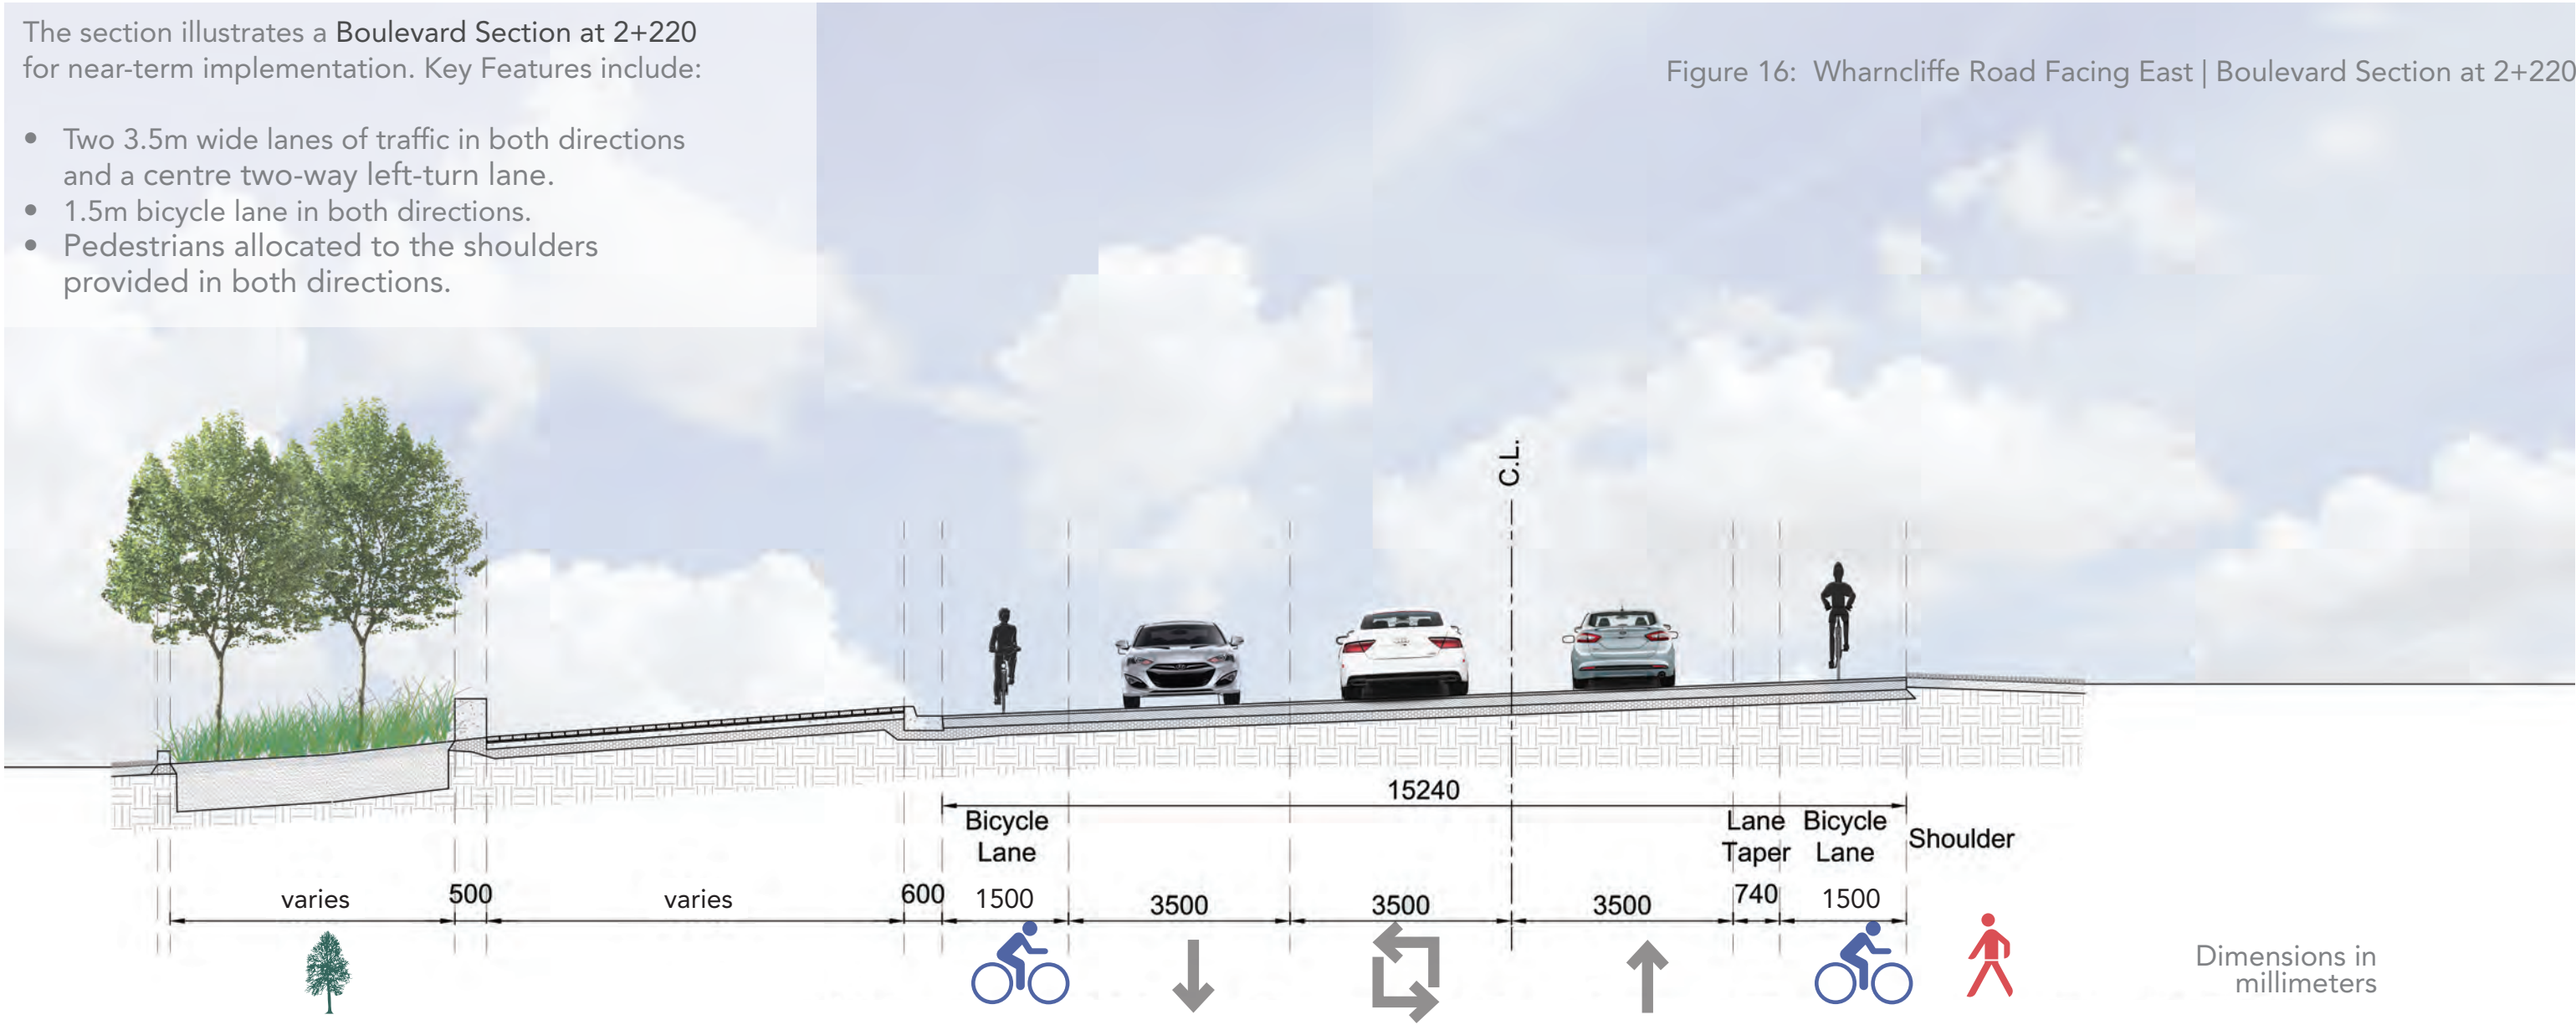 The section illustrates a Boulevard Section at 2+220
for near-term implementation. Key Features include:
• Two 3.5m wide lanes of traffic in both directions
and a centre two-way left-turn lane.
• 1.5m bicycle lane in both directions.
• Pedestrians allocated to the shoulders
provided in both directions.
Figure 16: Wharncliffe Road Facing East | Boulevard Section at 2+220
C.L.
15240
Bicycle
Lane
Lane
Taper
Bicycle
Lane
Shoulder
varies
500
varies
600
1500
3500
3500
3500
740
1500
Dimensions in
millimeters